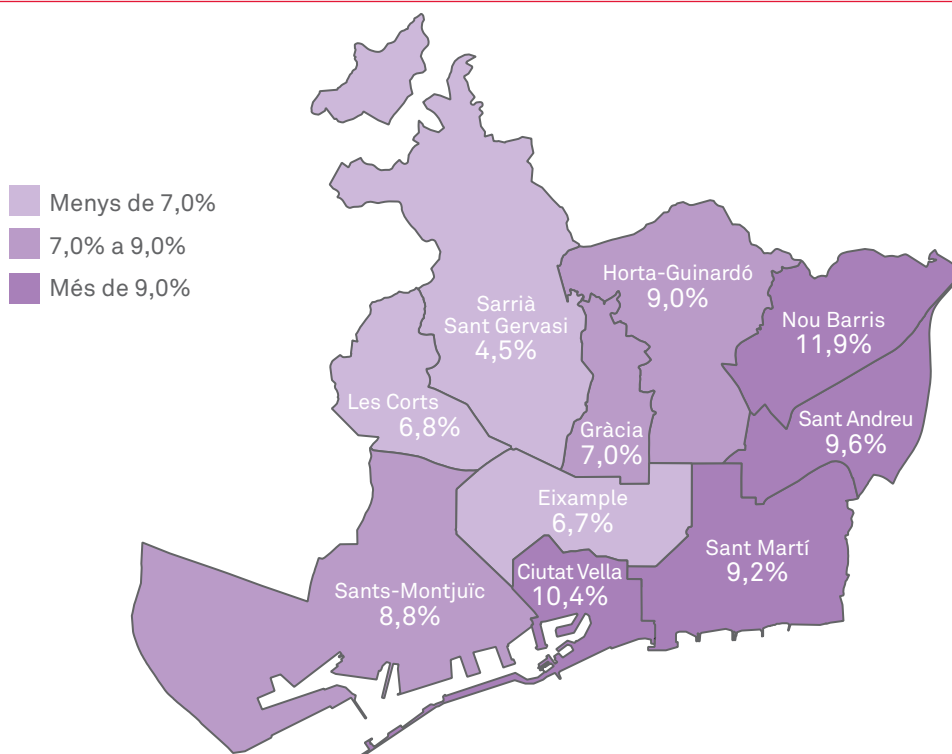 Menys de 7,0%
7,0% a 9,0%
Més de 9,0%
Sarrià
Sant Gervasi
4,5%
Horta-Guinardó
9,0%
Nou Barris
11,9%
Les Corts
6,8%
Gràcia
7,0%
Sant Andreu
9,6%
Eixample
6,7%
Sant Martí
9,2%
Ciutat Vella
10,4%
Sants-Montjuïc
8,8%